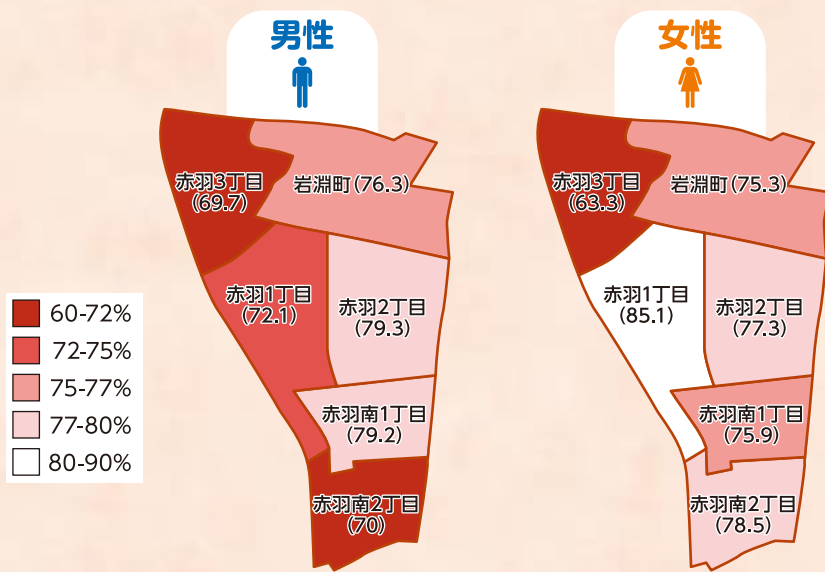 男性
女性
赤羽3丁目
(69.7)
岩淵町(76.3)
赤羽1丁目
(72.1)
赤羽2丁目
(79.3)
赤羽南1丁目
(79.2)
赤羽南2丁目
(70)
赤羽3丁目
(63.3)
岩淵町(75.3)
赤羽1丁目
(85.1)
赤羽2丁目
(77.3)
赤羽南1丁目
(75.9)
赤羽南2丁目
(78.5)
60-72%
72-75%
75-77%
77-80%
80-90%